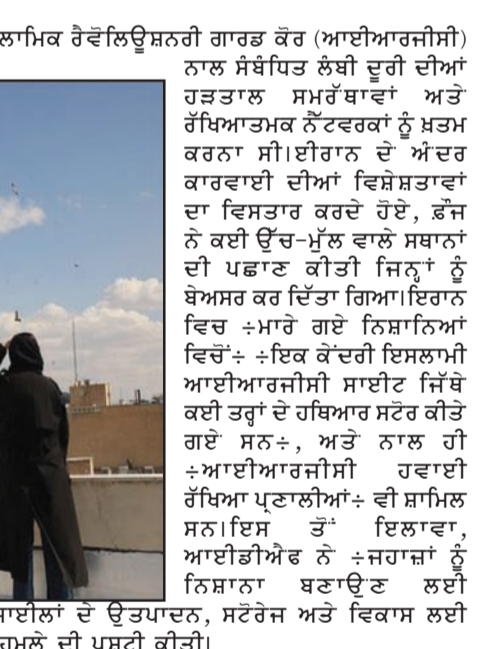 ਲਾਮਿਕ ਰੈਵੋਲਿਊਸ਼ਨਰੀ ਗਾਰਡ ਕੋਰ (ਆਈਆਰਜੀਸੀ)
ਨਾਲ ਸੰਬੰਧਿਤ ਲੰਬੀ ਦੂਰੀ ਦੀਆਂ
ਹੜਤਾਲ ਸਮਰੱਥਾਵਾਂ ਅਤੇ
ਰੱਖਿਆਤਮਕ ਨੈੱਟਵਰਕਾਂ ਨੂੰ ਖ਼ਤਮ
ਕਰਨਾ ਸੀ।ਈਰਾਨ ਦੇ ਅੰਦਰ
ਕਾਰਵਾਈ ਦੀਆਂ ਵਿਸ਼ੇਸ਼ਤਾਵਾਂ
ਦਾ ਵਿਸਤਾਰ ਕਰਦੇ ਹੋਏ, ਫ਼ੌਜ
ਨੇ ਕਈ ਉੱਚ-ਮੁੱਲ ਵਾਲੇ ਸਥਾਨਾਂ
ਦੀ ਪਛਾਣ ਕੀਤੀ ਜਿਨ੍ਹਾਂ ਨੂੰ
ਬੇਅਸਰ ਕਰ ਦਿੱਤਾ ਗਿਆ।ਇਰਾਨ
ਵਿਚ ÷ਮਾਰੇ ਗਏ ਨਿਸ਼ਾਨਿਆਂ
ਵਿਚੋਂ÷ ÷ਇਕ ਕੇਂਦਰੀ ਇਸਲਾਮੀ
ਆਈਆਰਜੀਸੀ ਸਾਈਟ ਜਿੱਥੇ
ਕਈ ਤਰ੍ਹਾਂ ਦੇ ਹਥਿਆਰ ਸਟੋਰ ਕੀਤੇ
ਗਏ ਸਨ÷, ਅਤੇ ਨਾਲ ਹੀ
÷ਆਈਆਰਜੀਸੀ ਹਵਾਈ
ਰੱਖਿਆ ਪ੍ਰਣਾਲੀਆਂ÷ ਵੀ ਸ਼ਾਮਿਲ
ਸਨ।ਇਸ ਤੋਂ ਇਲਾਵਾ,
ਆਈਡੀਐਫ ਨੇ ÷ਜਹਾਜ਼ਾਂ ਨੂੰ
ਨਿਸ਼ਾਨਾ ਬਣਾਉਣ ਲਈ
ਸਾਈਲਾਂ ਦੇ ਉਤਪਾਦਨ, ਸਟੋਰੇਜ ਅਤੇ ਵਿਕਾਸ ਲਈ
ਹਮਲੇ ਦੀ ਪੁਸ਼ਟੀ ਕੀਤੀ।